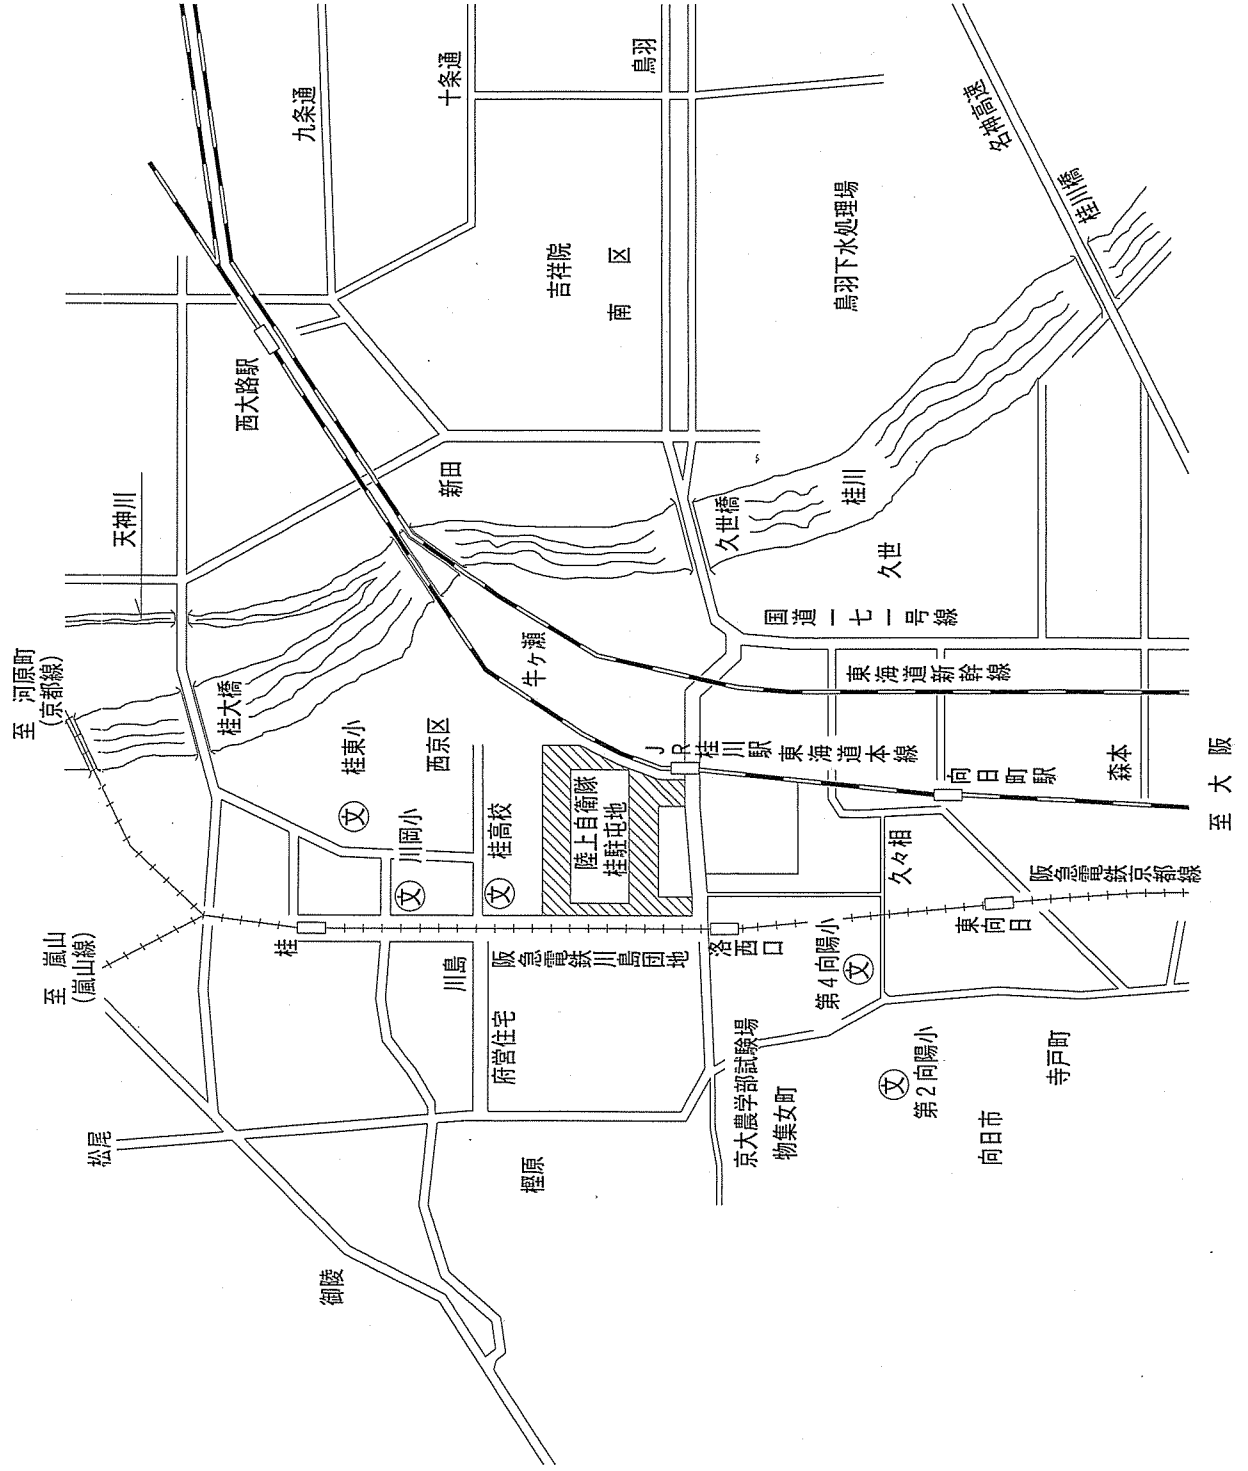 至 河原町
(京都線)
至 嵐山
(嵐山線)
天神川
九条通
十条通
鳥羽
名神高速
桂川橋
鳥羽下水処理場
吉祥院
南 区
西大路駅
新田
久世橋
桂川
久世
国道一七一号線
東海道新幹線
牛ヶ瀬
桂大橋
桂東小
文
西京区
川岡小
文
桂高校
文
陸上自衛隊
桂駐屯地
JR桂川駅
東海道本線
向日町駅
森本
至 大 阪
久々相
阪急電鉄京都線
東向日
洛西口
阪急電鉄川島団地
桂
川島
府営住宅
第4向陽小
文
第2向陽小
文
寺戸町
向日市
京大農学部試験場
物集女町
樫原
松尾
御陵